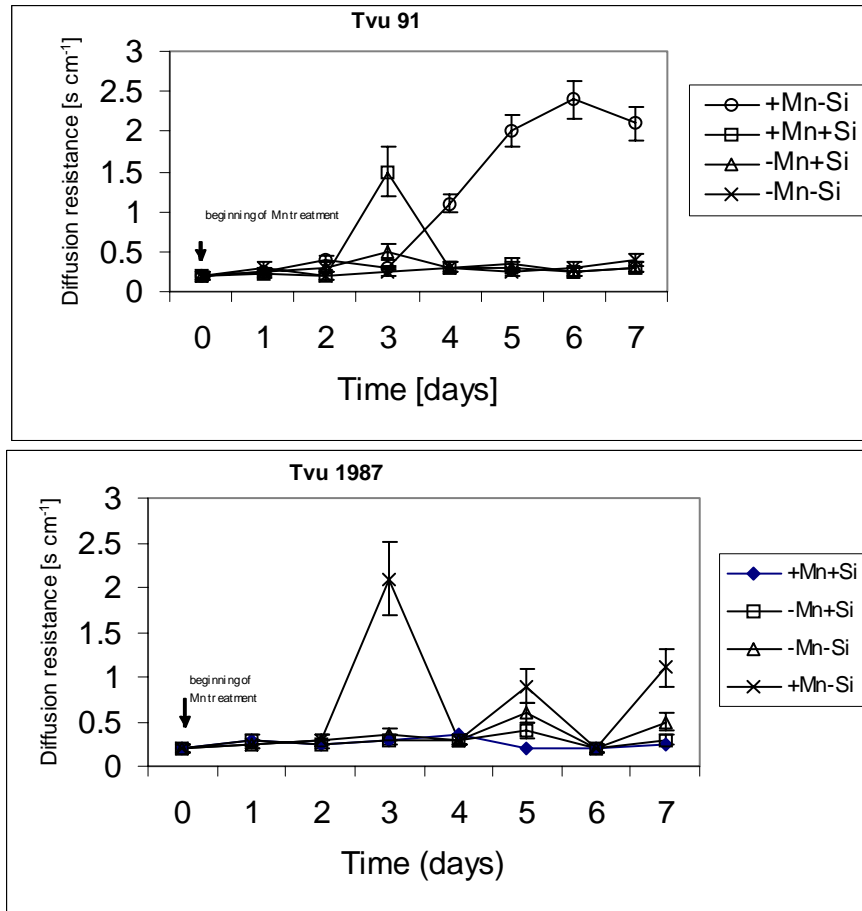 Tvu 91
Diffusion resistance [s cm-1]
3
2.5
2
1.5
1
0.5
0
beginning of Mn treatment
0 1 2 3 4 5 6 7
Time [days]
+Mn-Si
+Mn+Si
-Mn+Si
-Mn-Si
Tvu 1987
Diffusion resistance [s cm-1]
3
2.5
2
1.5
1
0.5
0
beginning of
Mn treatment
0 1 2 3 4 5 6 7
Time (days)
+Mn+Si
-Mn+Si
-Mn-Si
+Mn-Si